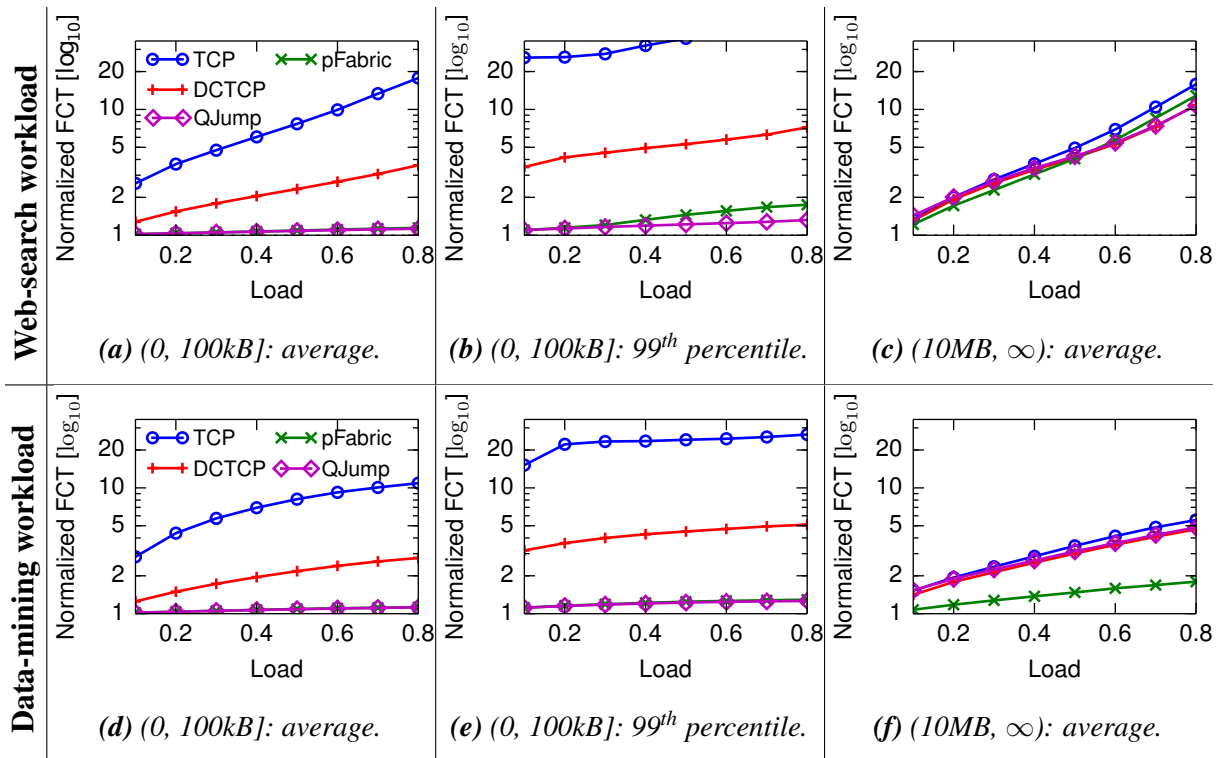 Web-search workload
Normalized FCT [log10]
20
10
5
2
1
TCP
DCTCP
QJump
pFabric
0.2 0.4 0.6 0.8
Load
(a) (0, 100kB]: average.
Normalized FCT [log10]
20
10
5
2
1
0.2 0.4 0.6 0.8
Load
(b) (0, 100kB]: 99th percentile.
Normalized FCT [log10]
20
10
5
2
1
0.2 0.4 0.6 0.8
Load
(c) (10MB, ∞): average.
Data-mining workload
Normalized FCT [log10]
20
10
5
2
1
TCP
DCTCP
pFabric
QJump
0.2 0.4 0.6 0.8
Load
(d) (0, 100kB]: average.
Normalized FCT [log10]
20
10
5
2
1
0.2 0.4 0.6 0.8
Load
(e) (0, 100kB]: 99th percentile.
Normalized FCT [log10]
20
10
5
2
1
0.2 0.4 0.6 0.8
Load
(f) (10MB, ∞): average.